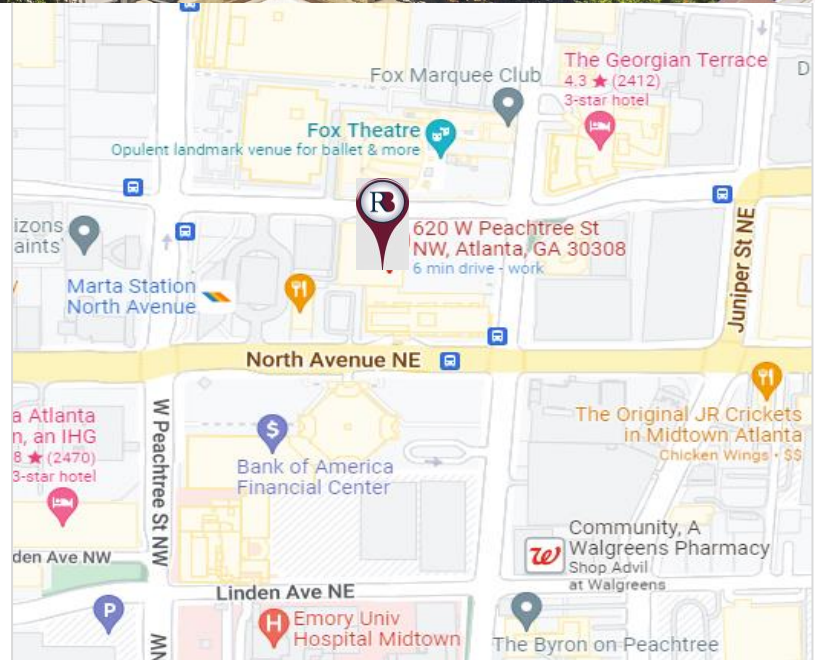 Fox Marquee Club
The Georgian Terrace
4.3 ★ (2412)
3-star hotel
D
Fox Theatre
Opulent landmark venue for ballet & more
RB
izons
aints'
620 W Peachtree St
NW, Atlanta, GA 30308
6 min drive - work
Marta Station
North Avenue
Juniper St NE
North Avenue NE
a Atlanta
n, an IHG
8 ★ (2470)
3-star hotel
W Peachtree St NW
$
Bank of America
Financial Center
The Original JR Crickets
in Midtown Atlanta
Chicken Wings • $$
den Ave NW
W
Community, A
Walgreens Pharmacy
Shop Advil
at Walgreens
Linden Ave NE
P
H
Emory Univ
Hospital Midtown
NW
The Byron on Peachtree